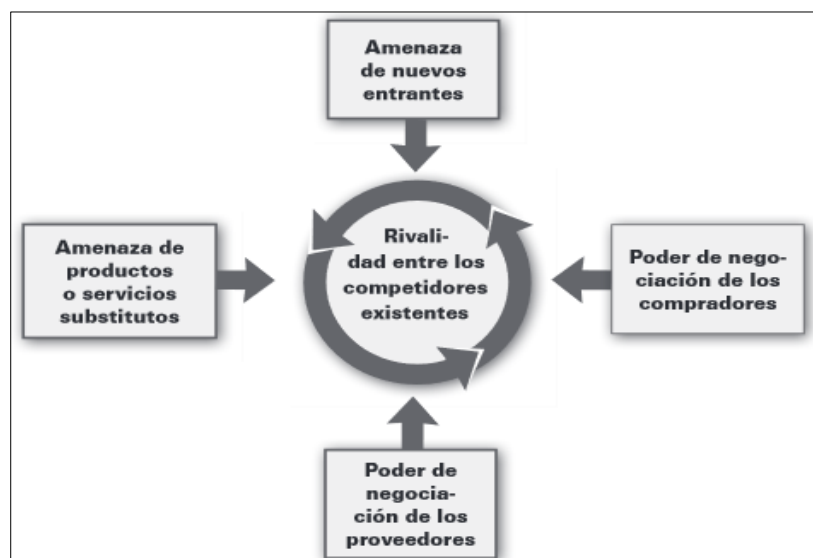 Amenaza
de nuevos
entrantes
Amenaza de
productos
o servicios
substitutos
Rivali-
dad entre los
competidores
existentes
Poder de nego-
ciación de los
compradores
Poder de
negocia-
ción de los
proveedores